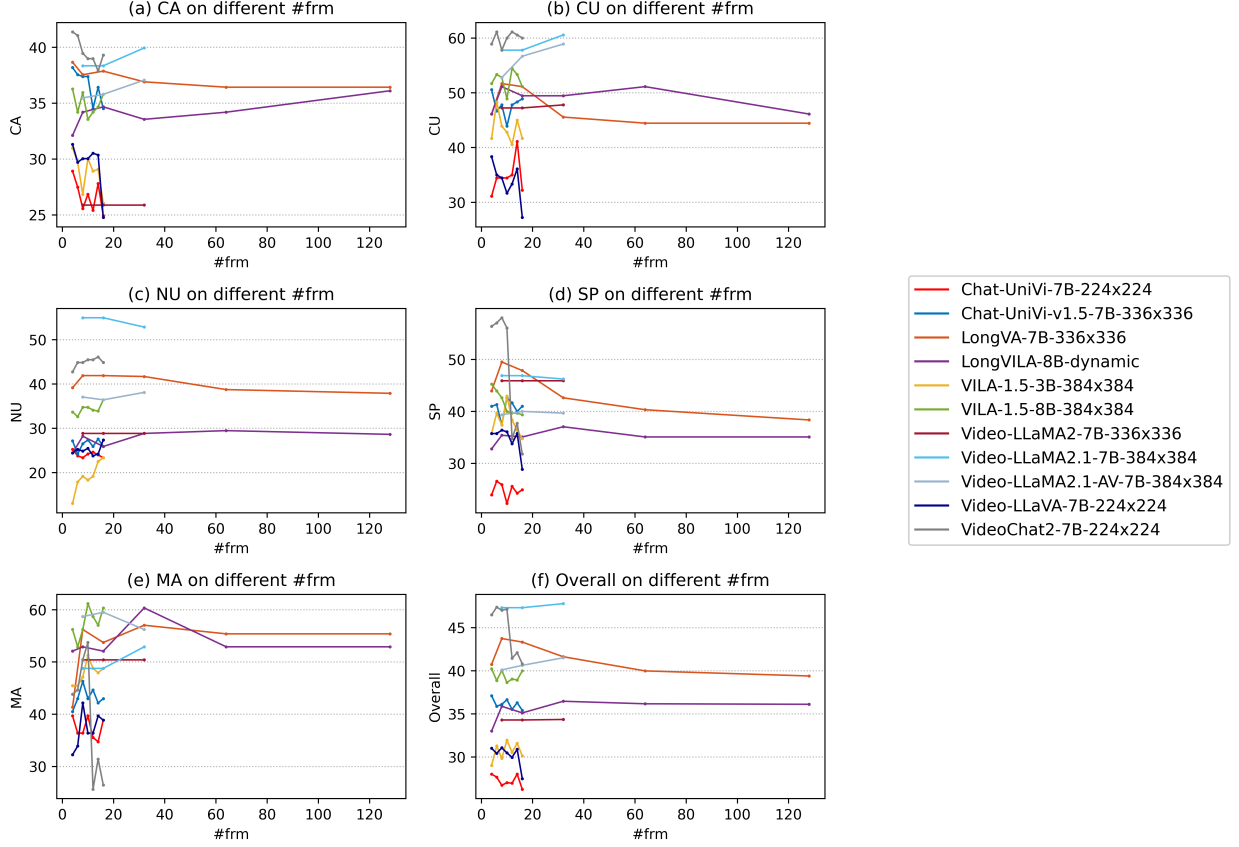 (a) CA on different #frm
40
35
30
25
CA
0 20 40 60 80 100 120
#frm
(b) CU on different #frm
60
50
40
30
CU
0 20 40 60 80 100 120
#frm
(c) NU on different #frm
50
40
30
20
NU
0 20 40 60 80 100 120
#frm
(d) SP on different #frm
50
40
30
SP
0 20 40 60 80 100 120
#frm
Chat-UniVi-7B-224x224
Chat-UniVi-v1.5-7B-336x336
LongVA-7B-336x336
LongVILA-8B-dynamic
VILA-1.5-3B-384x384
VILA-1.5-8B-384x384
Video-LLaMA2-7B-336x336
Video-LLaMA2.1-7B-384x384
Video-LLaMA2.1-AV-7B-384x384
Video-LLaVA-7B-224x224
VideoChat2-7B-224x224
(e) MA on different #frm
60
50
40
30
MA
0 20 40 60 80 100 120
#frm
(f) Overall on different #frm
45
40
35
30
Overall
0 20 40 60 80 100 120
#frm